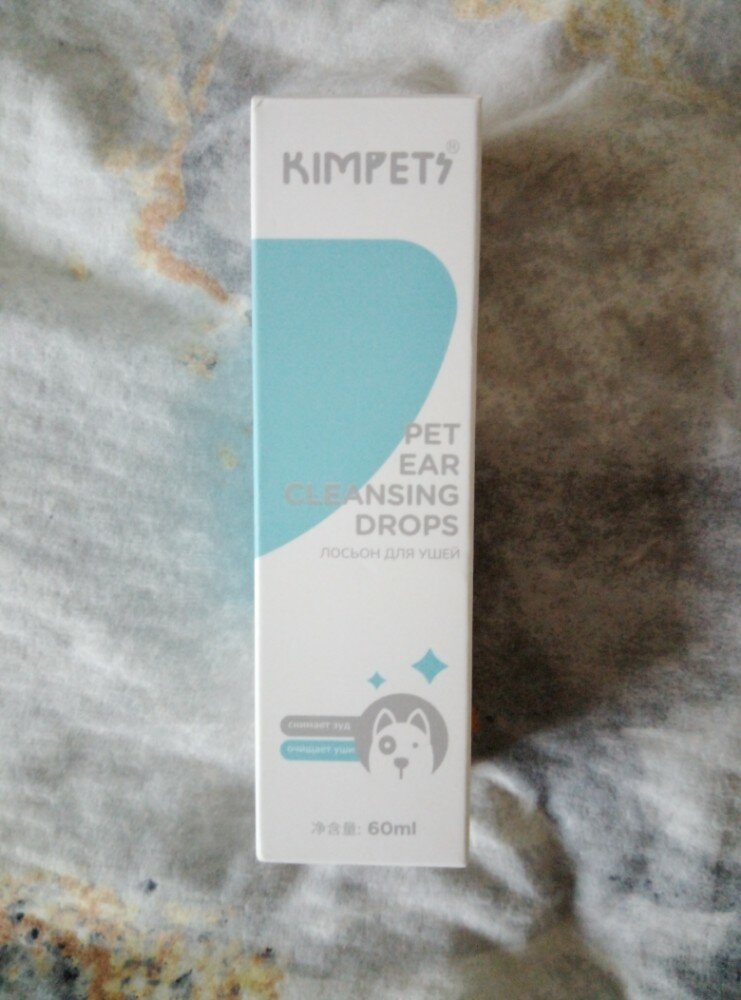 KIMPETS®
PET
EAR
CLEANSING
DROPS
ЛОСЬОН ДЛЯ УШЕЙ
снимает зуд
очищает уши
净含量: 60ml